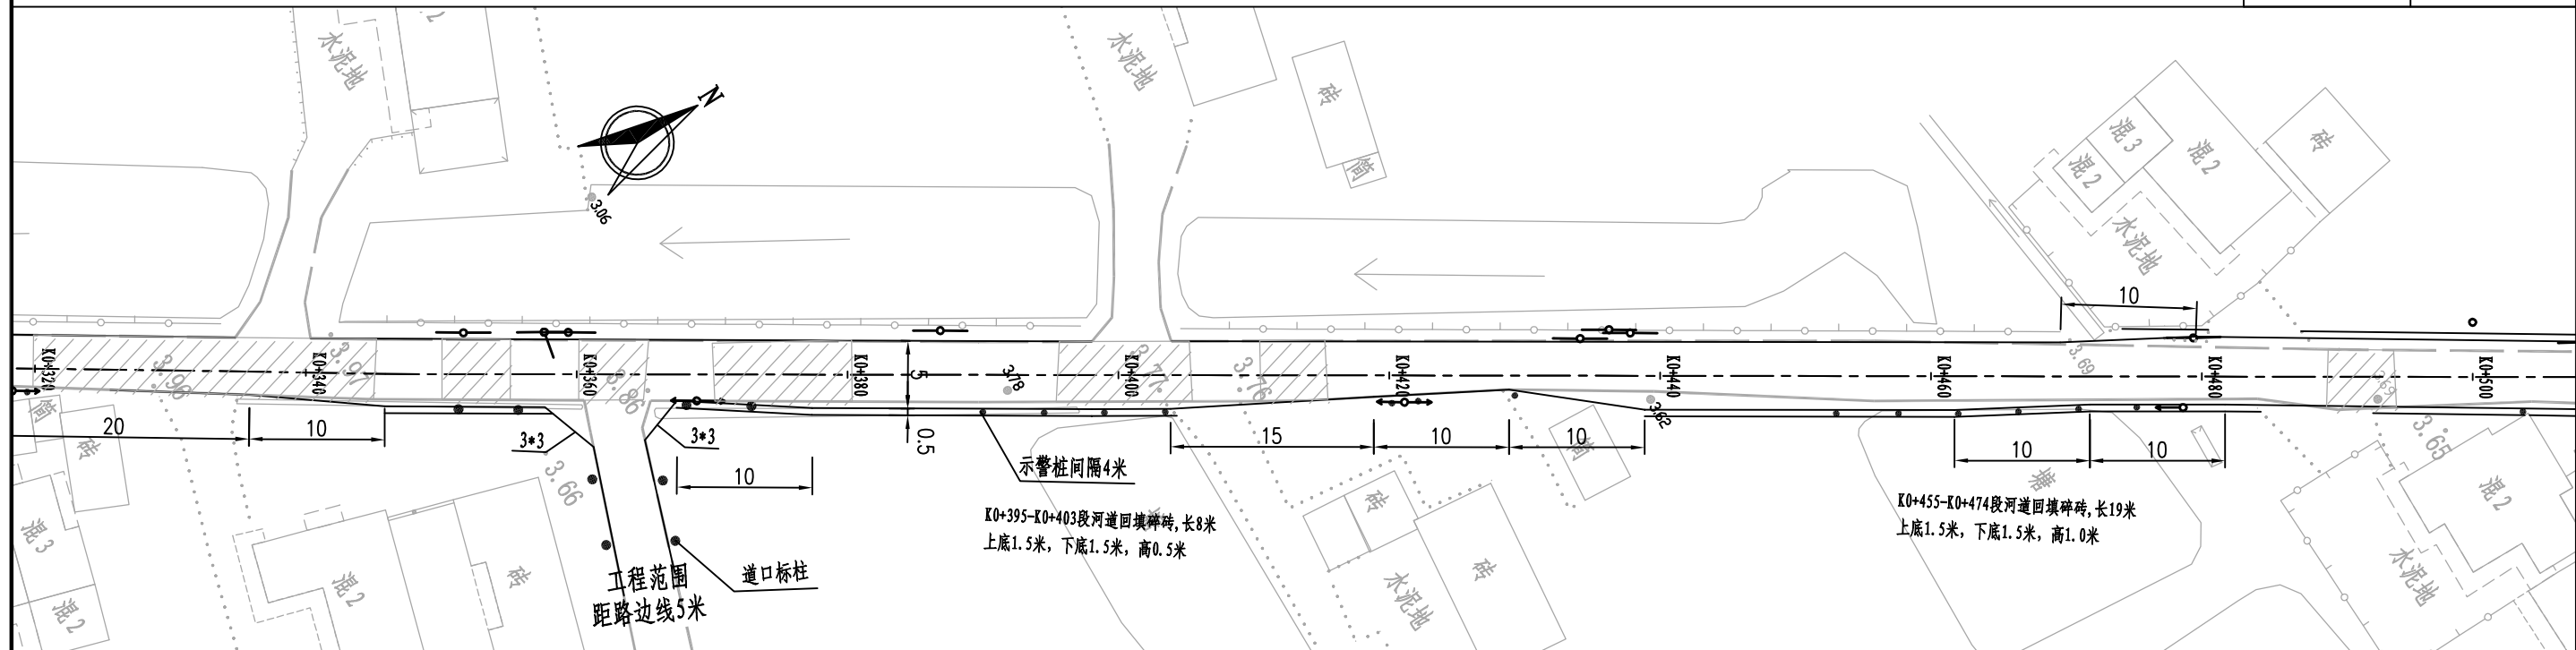 2
水泥地
水泥地
砖
简
N
3.06
混3
混2
混2
砖
水泥地
10
K0+320
3.96
K0+340
3.97
K0+360
3.86
K0+380
5
3.78
K0+400
3.77
3.76
K0+420
K0+440
3.62
K0+460
3.69
K0+480
K0+500
简
砖
20
10
3*3
3*3
3.66
10
0.5
示警桩间隔4米
15
10
10
简
10
10
塘
3.65
混2
K0+395-K0+403段河道回填碎砖,长8米
上底1.5米，下底1.5米，高0.5米
K0+455-K0+474段河道回填碎砖,长19米
上底1.5米，下底1.5米，高1.0米
混3
混2
混2
砖
工程范围
距路边线5米
道口标柱
砖
砖
水泥地
水泥地